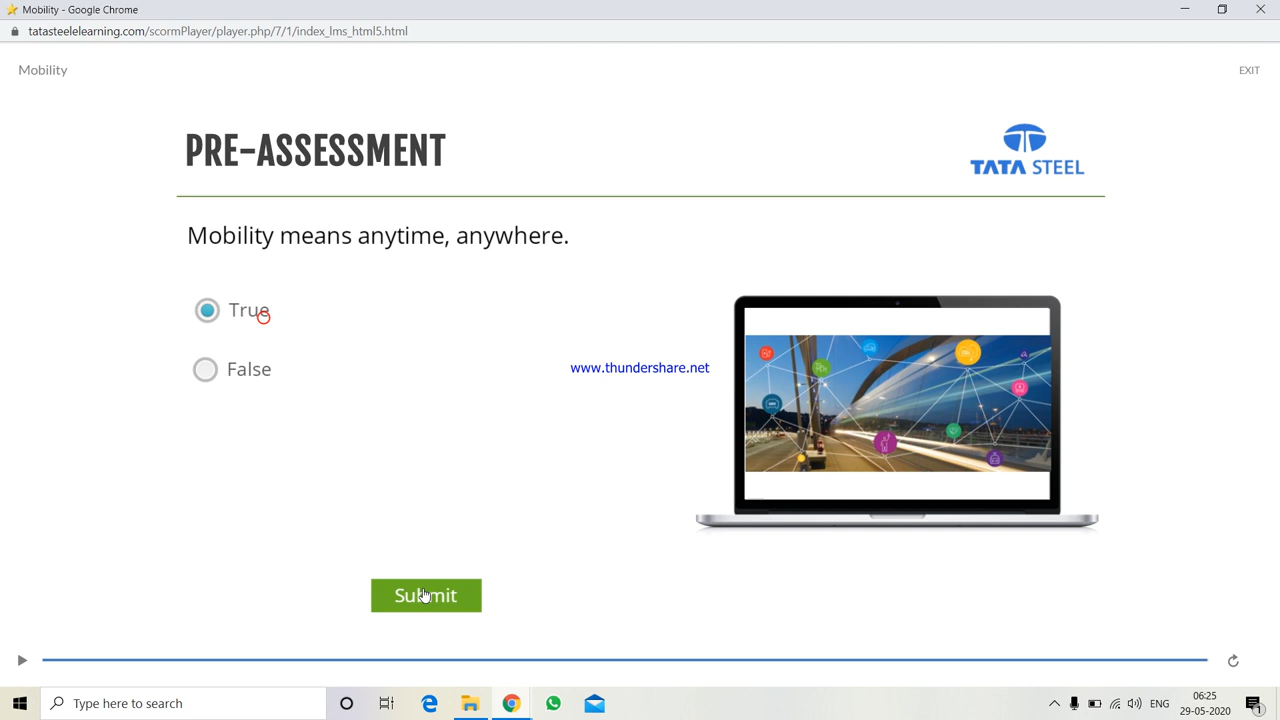 Mobility - Google Chrome
tatasteelelearning.com/scormPlayer/player.php/7/1/index_lms_html5.html
Mobility
EXIT
PRE-ASSESSMENT
TATA STEEL
Mobility means anytime, anywhere.
True
False
www.thundershare.net
Submit
Type here to search
ENG
06:25
29-05-2020
1